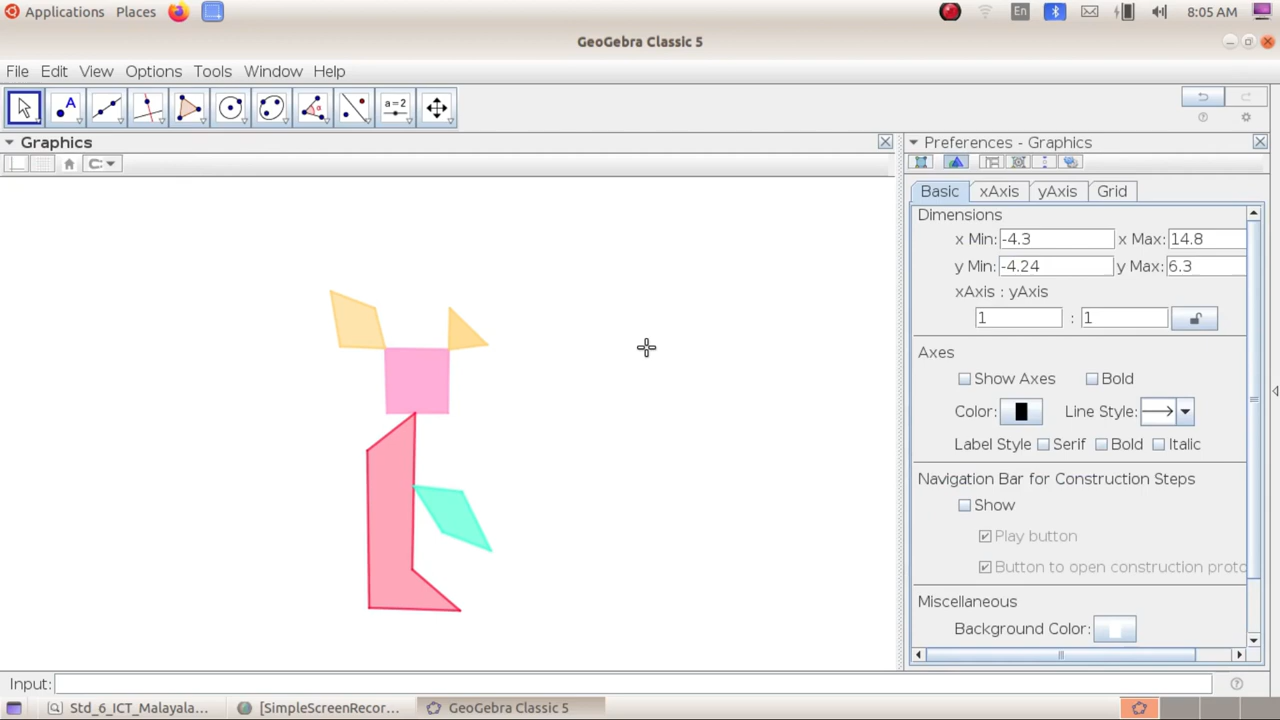 Applications Places En 8:05 AM
GeoGebra Classic 5
File Edit View Options Tools Window Help
A α a=2
Graphics
Preferences - Graphics
Basic xAxis yAxis Grid
Dimensions
x Min: -4.3 x Max: 14.8
y Min: -4.24 y Max: 6.3
xAxis : yAxis
1 : 1
Axes
Show Axes Bold
Color: Line Style:
Label Style Serif Bold Italic
Navigation Bar for Construction Steps
Show
Play button
Button to open construction proto
Miscellaneous
Background Color:
Input:
Std_6_ICT_Malayala... [SimpleScreenRecor... GeoGebra Classic 5